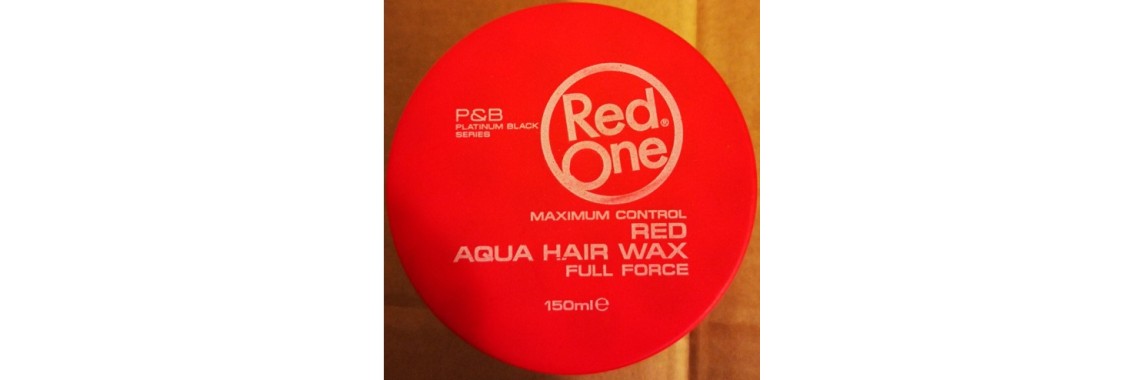 P&B
PLATINUM BLACK
SERIES
Red®
One
MAXIMUM CONTROL
RED
AQUA HAIR WAX
FULL FORCE
150ml℮